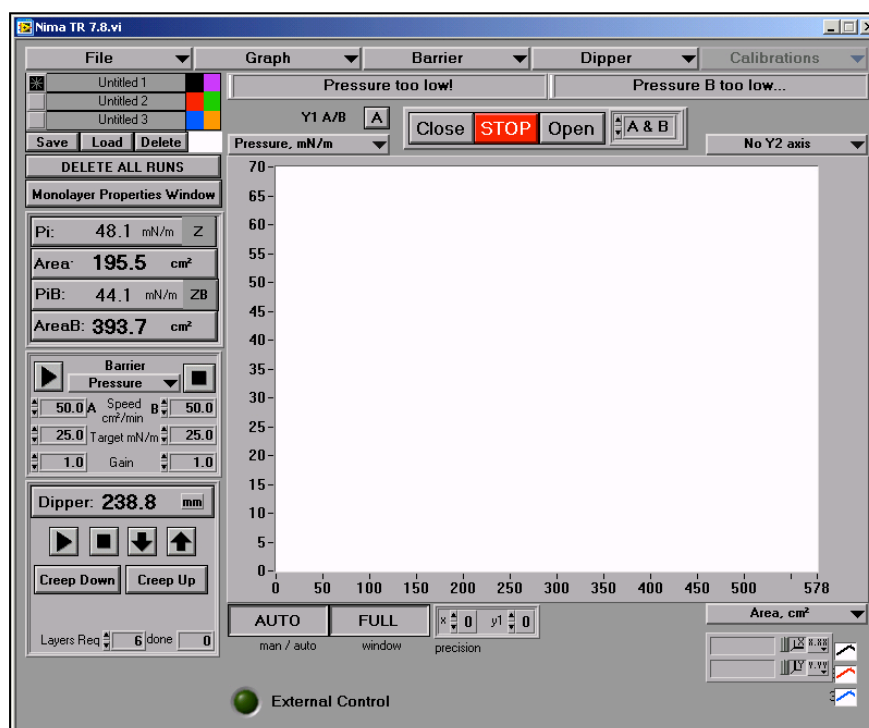 Nima TR 7.8.vi
File Graph Barrier Dipper Calibrations
Untitled 1
Untitled 2
Untitled 3
Save Load Delete
DELETE ALL RUNS
Monolayer Properties Window
Pressure too low! Pressure B too low...
Y1 A/B A Close STOP Open A & B
Pressure, mN/m No Y2 axis
Pi: 48.1 mN/m Z
Area: 195.5 cm²
PiB: 44.1 mN/m ZB
AreaB: 393.7 cm²
Barrier
Pressure
50.0 A Speed cm²/min B 50.0
25.0 Target mN/m 25.0
1.0 Gain 1.0
Dipper: 238.8 mm
Creep Down Creep Up
Layers Req 6 done 0
70
65
60
55
50
45
40
35
30
25
20
15
10
5
0
0 50 100 150 200 250 300 350 400 450 500 578
AUTO FULL x 0 y1 0 Area, cm²
man / auto window precision
X X.XX
Y Y.YY
3
External Control